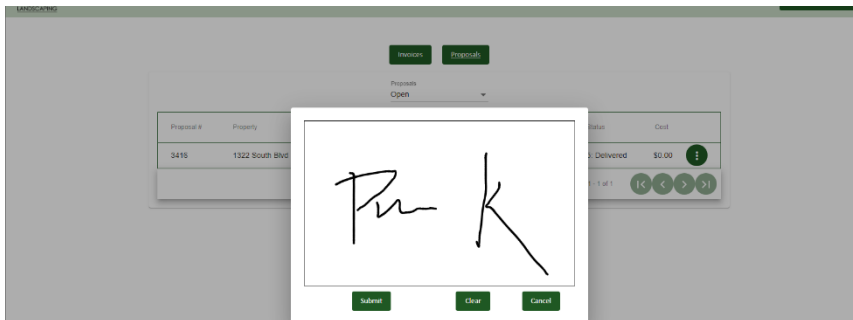 LANDSCAPING
Invoices Proposals
Proposals
Open
Proposal # Property Status Cost
3416 1322 South Blvd 5: Delivered $0.00
1 - 1 of 1
Submit Clear Cancel